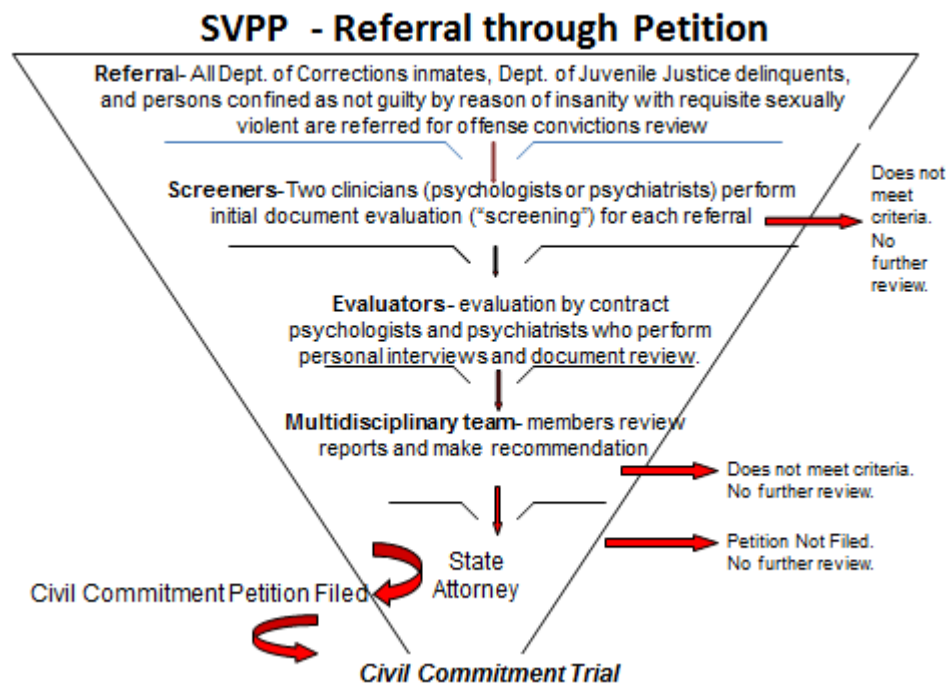 SVPP - Referral through Petition
Referral- All Dept. of Corrections inmates, Dept. of Juvenile Justice delinquents,
and persons confined as not guilty by reason of insanity with requisite sexually
violent are referred for offense convictions review
Screeners- Two clinicians (psychologists or psychiatrists) perform
initial document evaluation (“screening”) for each referral
Does not
meet
criteria.
No
further
review.
Evaluators- evaluation by contract
psychologists and psychiatrists who perform
personal interviews and document review.
Multidisciplinary team- members review
reports and make recommendation
Does not meet criteria.
No further review.
Petition Not Filed.
No further review.
State
Attorney
Civil Commitment Petition Filed
Civil Commitment Trial